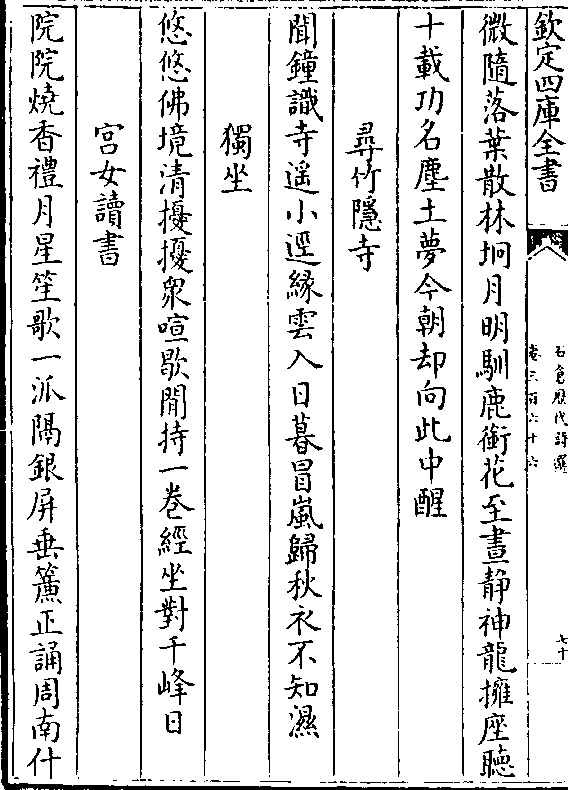 欽定四庫全書
石倉歷代詩選
卷三百六十六
七十
微隨落葉散林坰月明馴鹿銜花至晝静神龍擁座聽
十載功名塵土夢今朝却向此中醒
尋竹隱寺
聞鐘識寺遥小逕緣雲入日暮冒嵐歸秋衣不知濕
獨坐
悠悠佛境清擾擾衆喧歇閒持一巻經坐對千峰日
宫女讀書
院院燒香禮月星笙歌一派隔銀屏垂簾正誦周南什